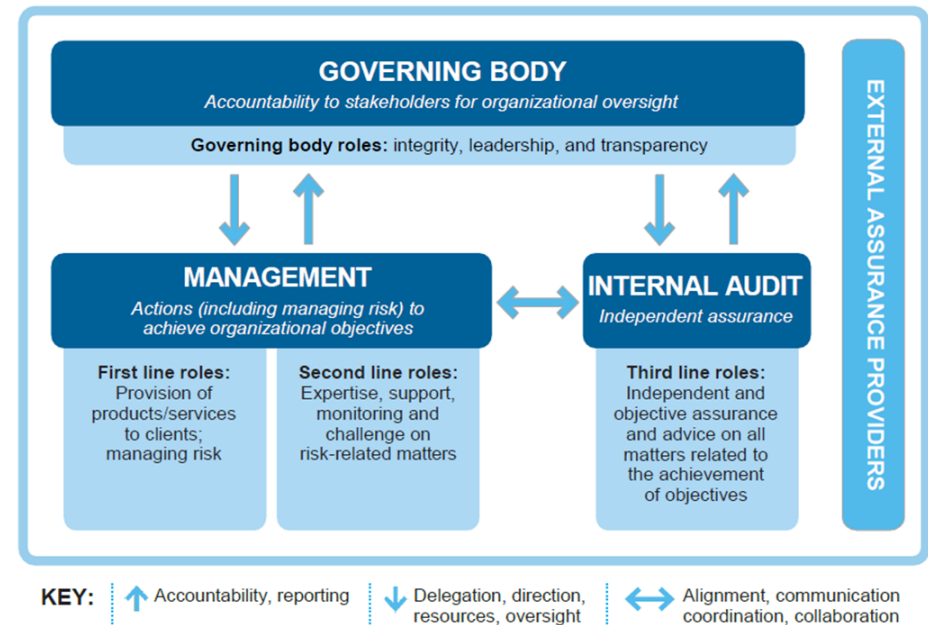 GOVERNING BODY
Accountability to stakeholders for organizational oversight
Governing body roles: integrity, leadership, and transparency
MANAGEMENT
Actions (including managing risk) to
achieve organizational objectives
First line roles:
Provision of
products/services
to clients;
managing risk
Second line roles:
Expertise, support,
monitoring and
challenge on
risk-related matters
INTERNAL AUDIT
Independent assurance
Third line roles:
Independent and
objective assurance
and advice on all
matters related to
the achievement
of objectives
EXTERNAL ASSURANCE PROVIDERS
KEY:
Accountability, reporting
Delegation, direction,
resources, oversight
Alignment, communication
coordination, collaboration